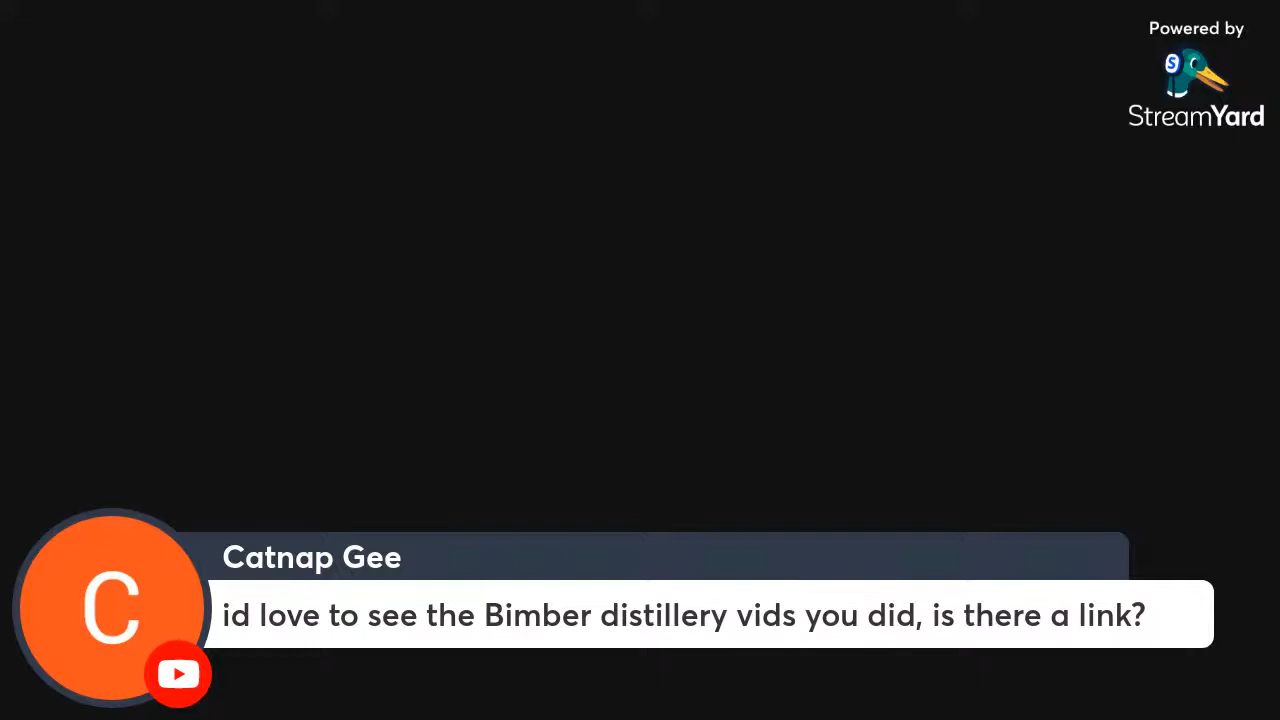 Powered by
S
StreamYard
C
Catnap Gee
id love to see the Bimber distillery vids you did, is there a link?